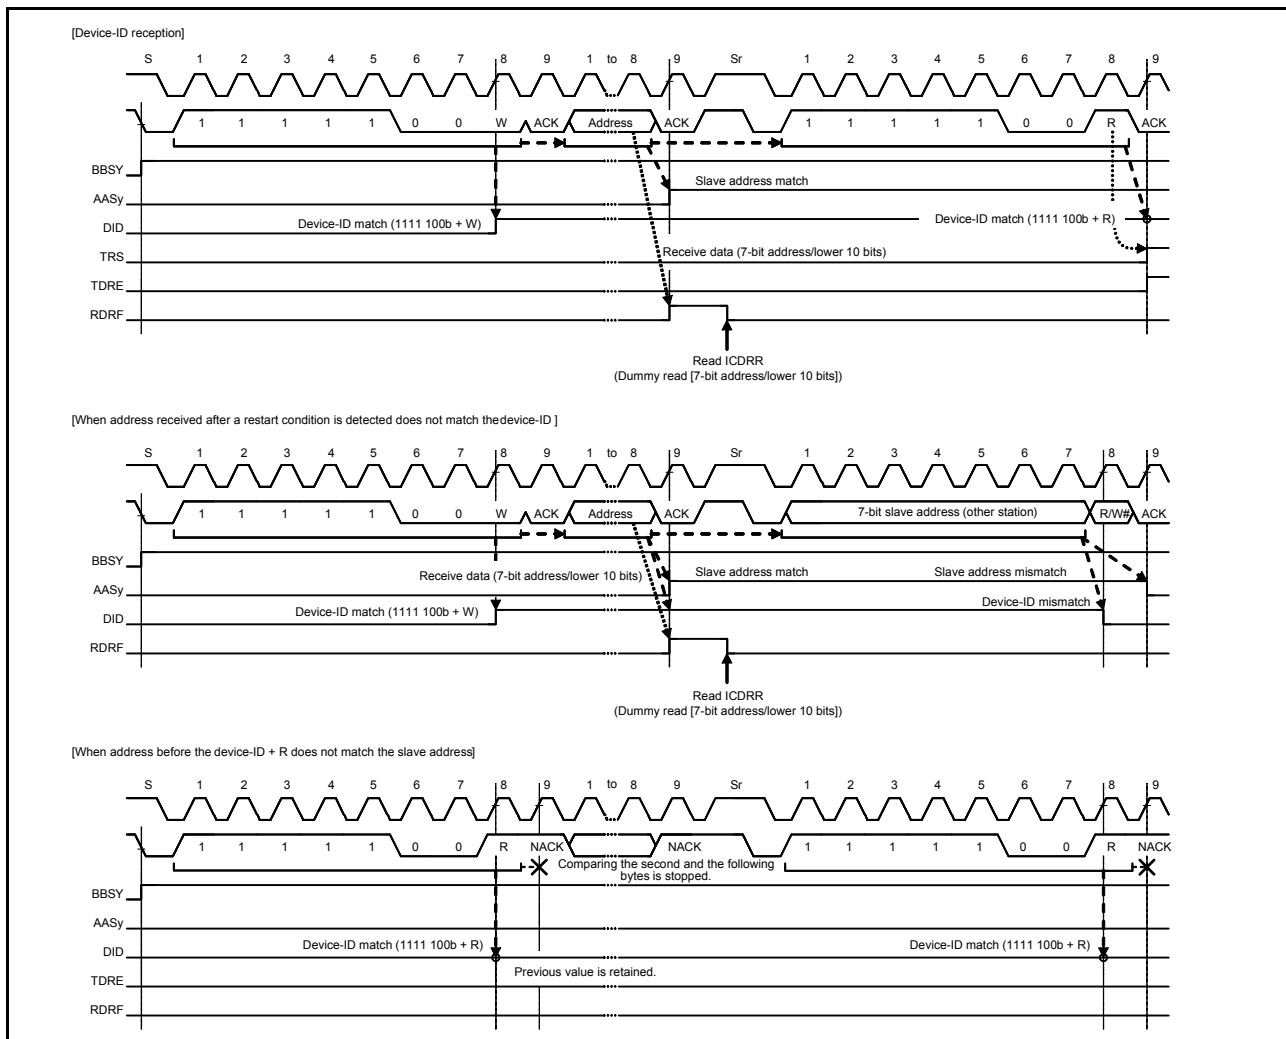 [Device-ID reception]
S 1 2 3 4 5 6 7 8 9 1 to 8 9 Sr 1 2 3 4 5 6 7 8 9
1 1 1 1 1 0 0 W ACK Address ACK 1 1 1 1 1 0 0 R ACK
BBSY
Slave address match
AASy
Device-ID match (1111 100b + W) Device-ID match (1111 100b + R)
DID
Receive data (7-bit address/lower 10 bits)
TRS
TDRE
RDRF
Read ICDRR
(Dummy read [7-bit address/lower 10 bits])
[When address received after a restart condition is detected does not match thedevice-ID ]
S 1 2 3 4 5 6 7 8 9 1 to 8 9 Sr 1 2 3 4 5 6 7 8 9
1 1 1 1 1 0 0 W ACK Address ACK 7-bit slave address (other station) R/W# ACK
BBSY
Receive data (7-bit address/lower 10 bits) Slave address match Slave address mismatch
AASy
Device-ID match (1111 100b + W) Device-ID mismatch
DID
RDRF
Read ICDRR
(Dummy read [7-bit address/lower 10 bits])
[When address before the device-ID + R does not match the slave address]
S 1 2 3 4 5 6 7 8 9 1 to 8 9 Sr 1 2 3 4 5 6 7 8 9
1 1 1 1 1 0 0 R NACK NACK 1 1 1 1 1 0 0 R NACK
Comparing the second and the following
bytes is stopped.
BBSY
AASy
Device-ID match (1111 100b + R) Device-ID match (1111 100b + R)
DID
Previous value is retained.
TDRE
RDRF